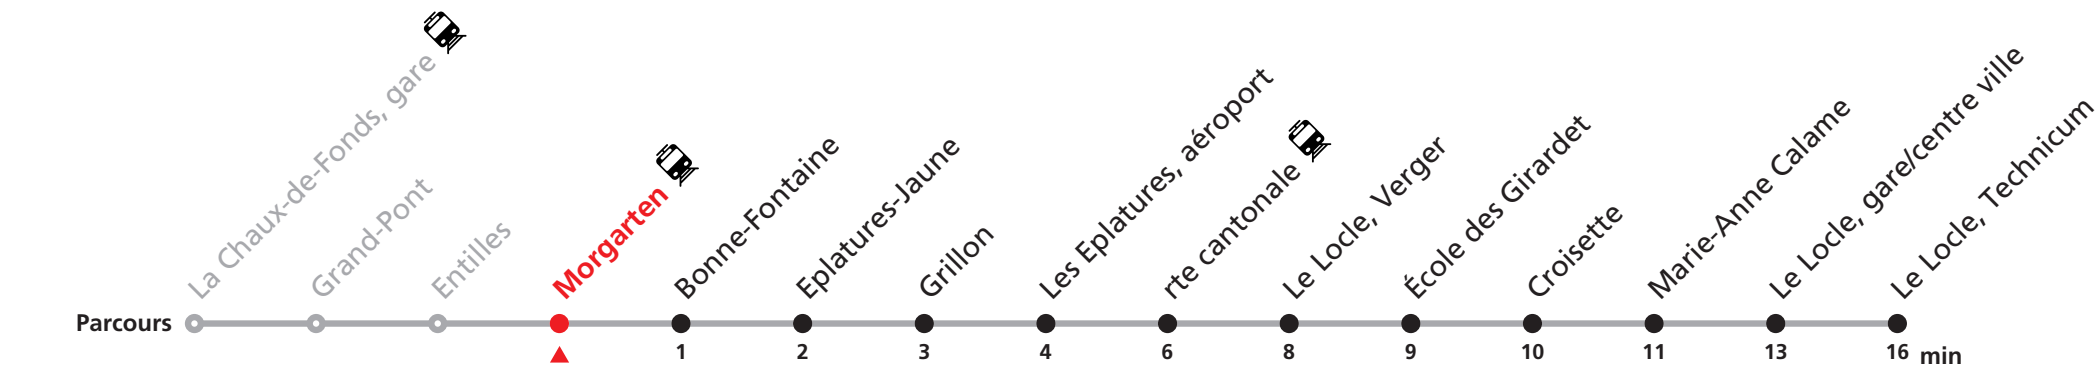 La Chaux-de-Fonds, gare
Grand-Pont
Entilles
Morgarten
Bonne-Fontaine
Eplatures-Jaune
Grillon
Les Eplatures, aéroport
rte cantonale
Le Locle, Verger
École des Girardet
Croisette
Marie-Anne Calame
Le Locle, gare/centre ville
Le Locle, Technicum
Parcours
1 2 3 4 6 8 9 10 11 13 16 min